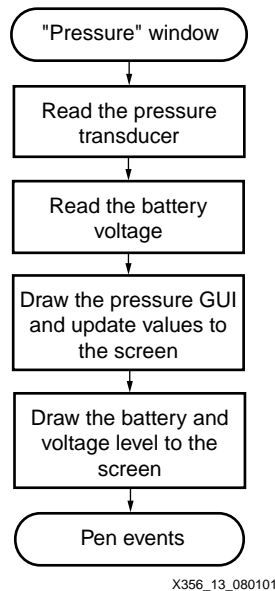 "Pressure" window
Read the pressure
transducer
Read the battery
voltage
Draw the pressure GUI
and update values to
the screen
Draw the battery and
voltage level to the
screen
Pen events
X356_13_080101